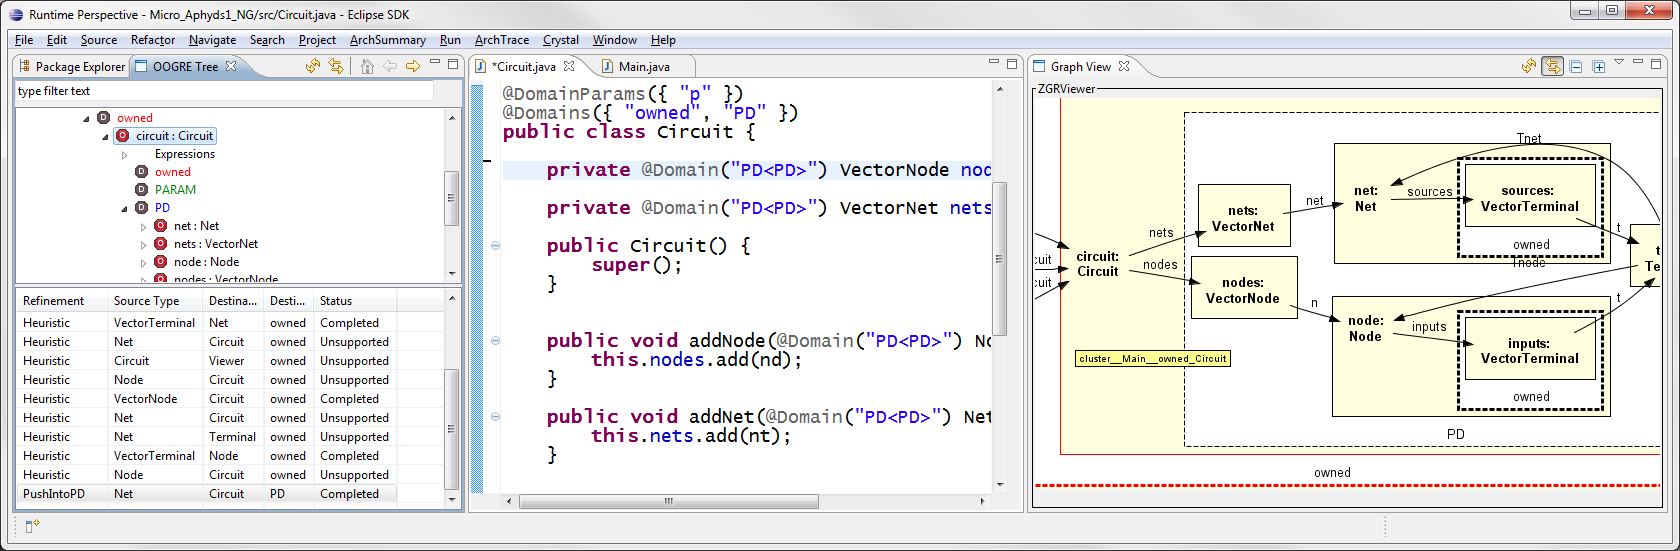 Runtime Perspective - Micro_Aphyds1_NG/src/Circuit.java - Eclipse SDK
File Edit Source Refactor Navigate Search Project ArchSummary Run ArchTrace Crystal Window Help
Package Explorer OOGRE Tree
type filter text
D owned
O circuit : Circuit
Expressions
D owned
D PARAM
D PD
O net : Net
O nets : VectorNet
O node : Node
O nodes : VectorNode
Refinement Source Type Destina... Desti... Status
Heuristic VectorTerminal Net owned Completed
Heuristic Net Circuit owned Unsupported
Heuristic Circuit Viewer owned Unsupported
Heuristic Node Circuit owned Unsupported
Heuristic VectorNode Circuit owned Completed
Heuristic Net Circuit owned Unsupported
Heuristic Net Terminal owned Unsupported
Heuristic VectorTerminal Node owned Completed
Heuristic Node Circuit owned Unsupported
PushIntoPD Net Circuit PD Completed
*Circuit.java Main.java
@DomainParams({ "p" })
@Domains({ "owned", "PD" })
public class Circuit {
private @Domain("PD<PD>") VectorNode nod
private @Domain("PD<PD>") VectorNet nets
public Circuit() {
super();
}
public void addNode(@Domain("PD<PD>") No
this.nodes.add(nd);
}
public void addNet(@Domain("PD<PD>") Net
this.nets.add(nt);
}
Graph View
ZGRViewer
Tnet
net:
Net
sources
sources:
VectorTerminal
owned
net
nets:
VectorNet
nets
t
circuit:
Circuit
cuit
cuit
nodes
nodes:
VectorNode
Tnode
t
Te
n
node:
Node
inputs
inputs:
VectorTerminal
owned
t
cluster__Main__owned_Circuit
PD
owned